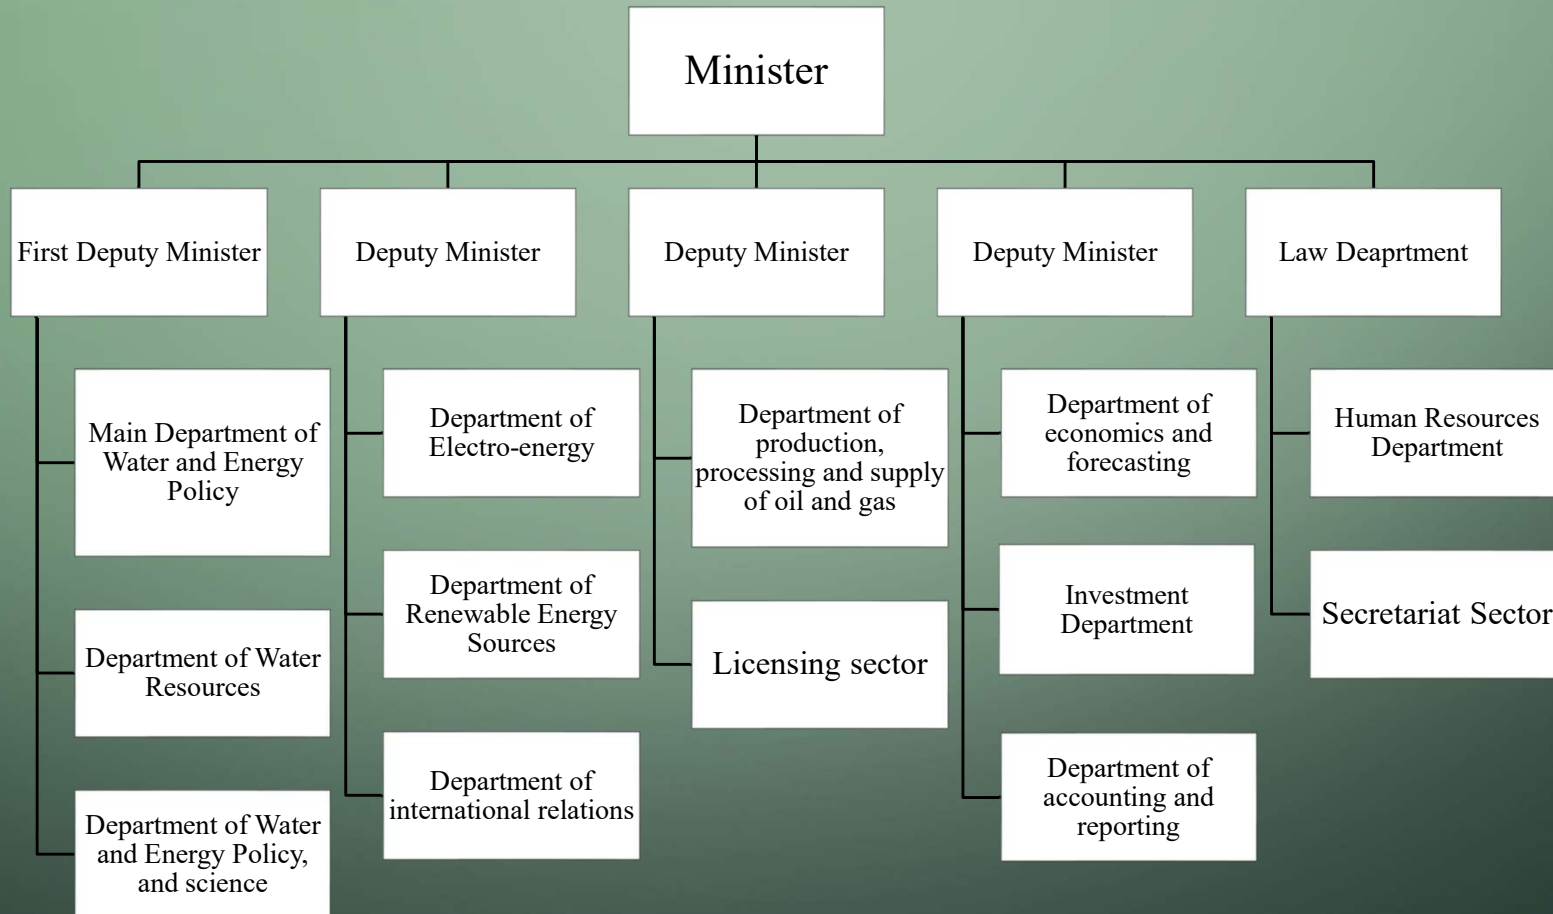 Minister
First Deputy Minister
Deputy Minister
Deputy Minister
Deputy Minister
Law Deaprtment
Main Department of
Water and Energy
Policy
Department of Water
Resources
Department of Water
and Energy Policy,
and science
Department of
Electro-energy
Department of
Renewable Energy
Sources
Department of
international relations
Department of
production,
processing and supply
of oil and gas
Licensing sector
Department of
economics and
forecasting
Investment
Department
Department of
accounting and
reporting
Human Resources
Department
Secretariat Sector